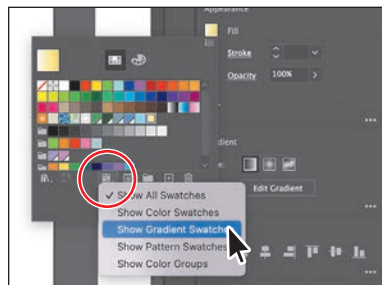 Appearance
Fill
Stroke
Opacity 100%
Edit Gradient
✓ Show All Swatches
Show Color Swatches
Show Gradient Swatches
Show Pattern Swatches
Show Color Groups